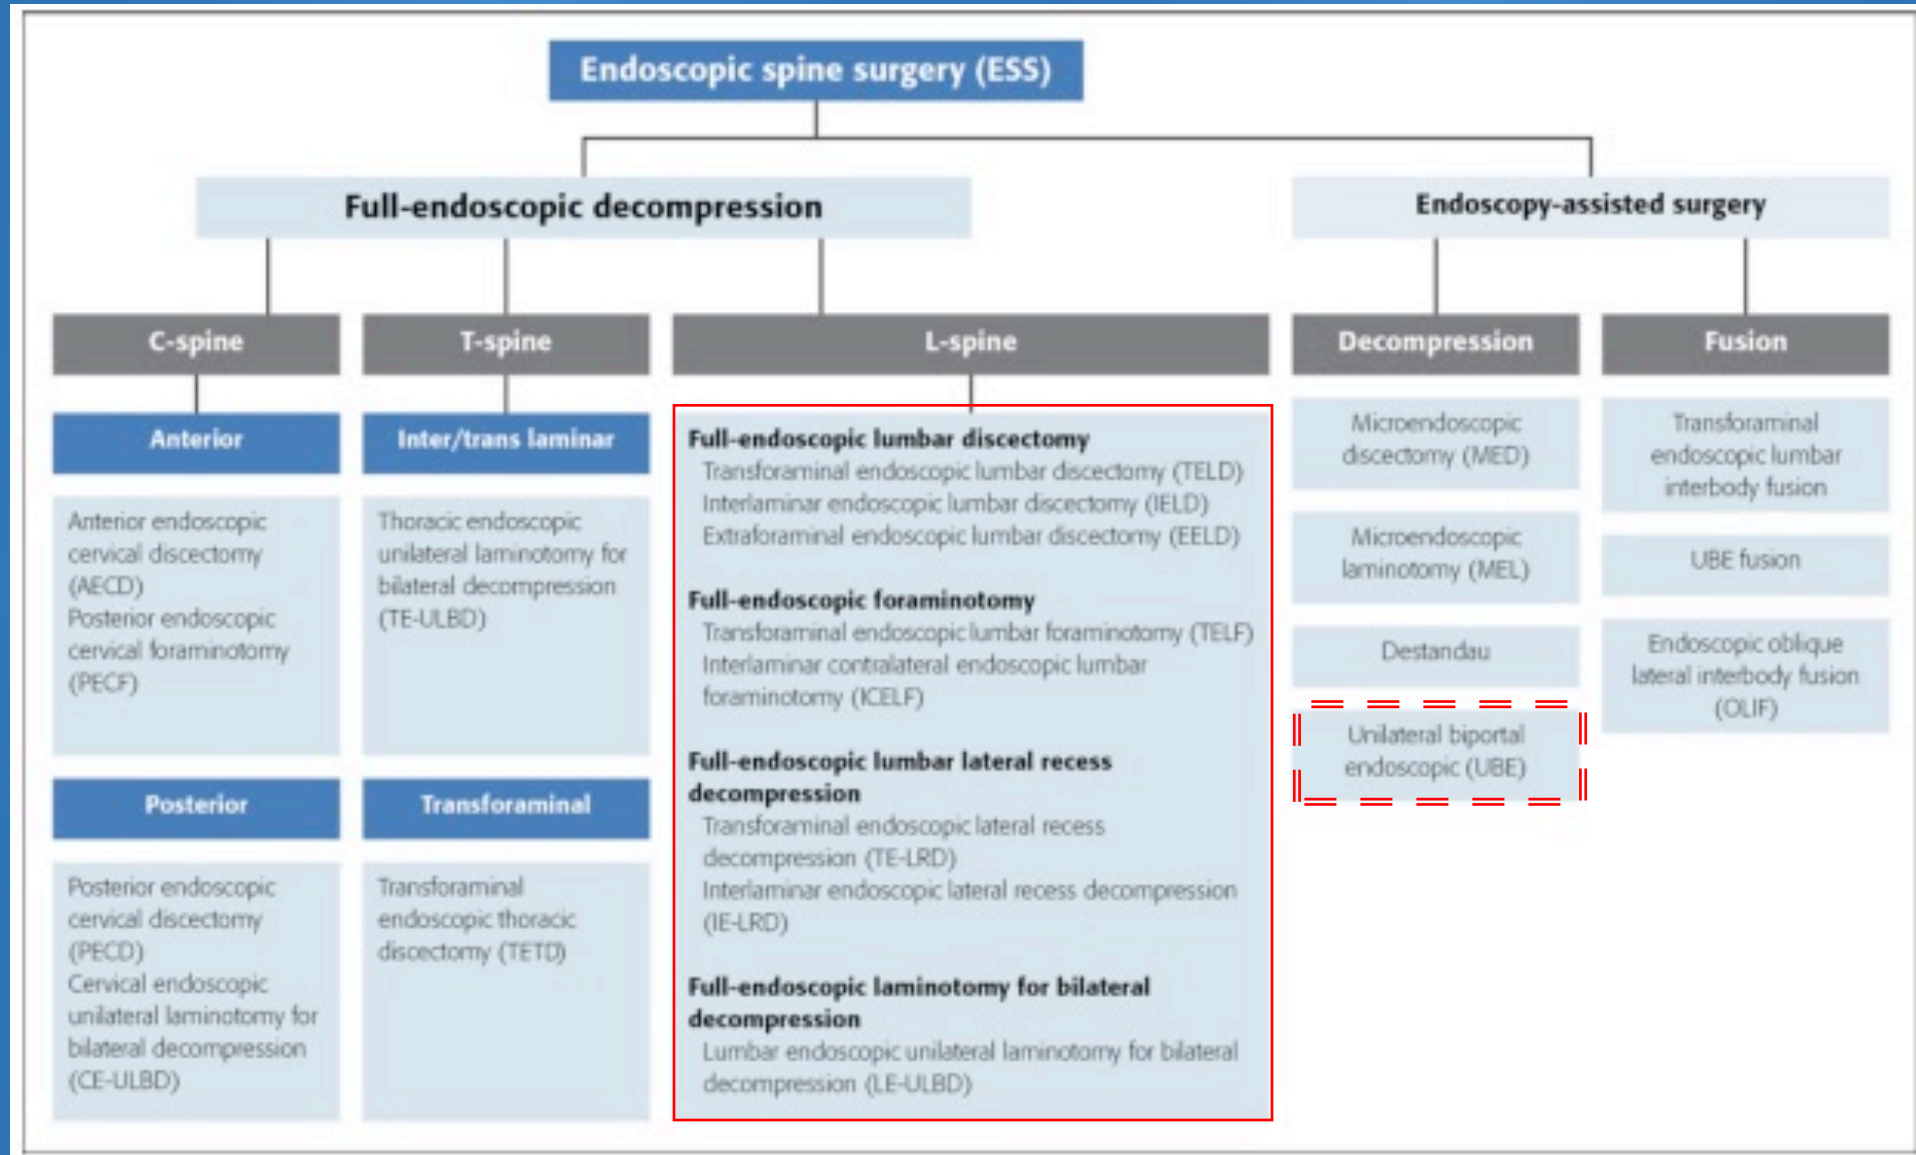 Endoscopic spine surgery (ESS)
Full-endoscopic decompression
Endoscopy-assisted surgery
C-spine
T-spine
L-spine
Decompression
Fusion
Anterior
Anterior endoscopic
cervical discectomy
(AECD)
Posterior endoscopic
cervical foraminotomy
(PECF)
Posterior
Posterior endoscopic
cervical discectomy
(PECD)
Cervical endoscopic
unilateral laminotomy for
bilateral decompression
(CE-ULBD)
Inter/trans laminar
Thoracic endoscopic
unilateral laminotomy for
bilateral decompression
(TE-ULBD)
Transforaminal
Transforaminal
endoscopic thoracic
discectomy (TETD)
Full-endoscopic lumbar discectomy
Transforaminal endoscopic lumbar discectomy (TELD)
Interlaminar endoscopic lumbar discectomy (IELD)
Extraforaminal endoscopic lumbar discectomy (EELD)
Full-endoscopic foraminotomy
Transforaminal endoscopic lumbar foraminotomy (TELF)
Interlaminar contralateral endoscopic lumbar
foraminotomy (ICELF)
Full-endoscopic lumbar lateral recess
decompression
Transforaminal endoscopic lateral recess
decompression (TE-LRD)
Interlaminar endoscopic lateral recess decompression
(IE-LRD)
Full-endoscopic laminotomy for bilateral
decompression
Lumbar endoscopic unilateral laminotomy for bilateral
decompression (LE-ULBD)
Microendoscopic
discectomy (MED)
Microendoscopic
laminotomy (MEL)
Destandau
Unilateral biportal
endoscopic (UBE)
Transforaminal
endoscopic lumbar
interbody fusion
UBE fusion
Endoscopic oblique
lateral interbody fusion
(OLIF)